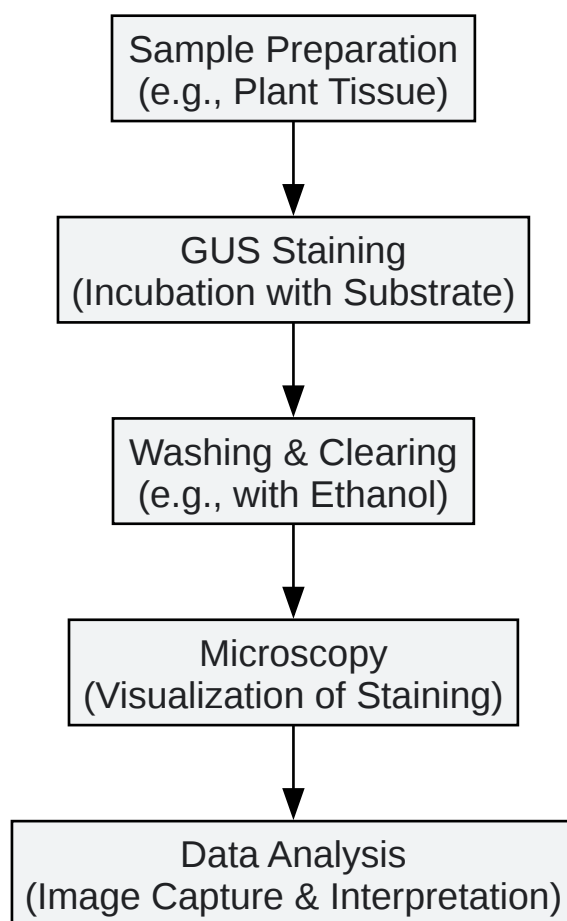 Sample Preparation
(e.g., Plant Tissue)
GUS Staining
(Incubation with Substrate)
Washing & Clearing
(e.g., with Ethanol)
Microscopy
(Visualization of Staining)
Data Analysis
(Image Capture & Interpretation)